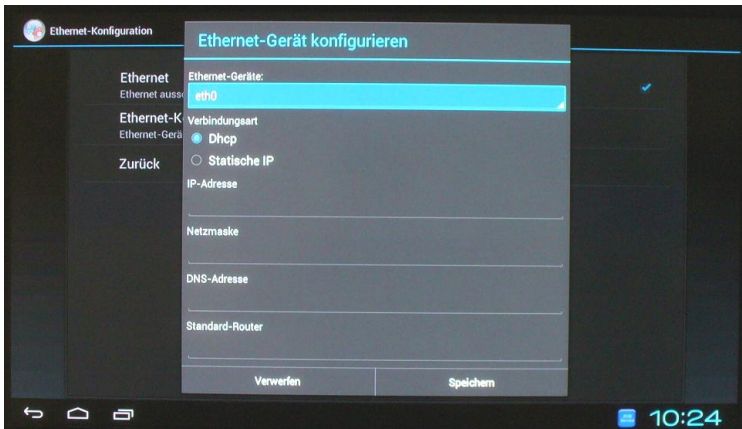 Ethernet-Konfiguration
Ethernet-Gerät konfigurieren
Ethernet
Ethernet auss
Ethernet-K
Ethernet-Gerä
Zurück
Ethernet-Geräte:
eth0
Verbindungsart
Dhcp
Statische IP
IP-Adresse
Netzmaske
DNS-Adresse
Standard-Router
Verwerfen
Speichern
10:24